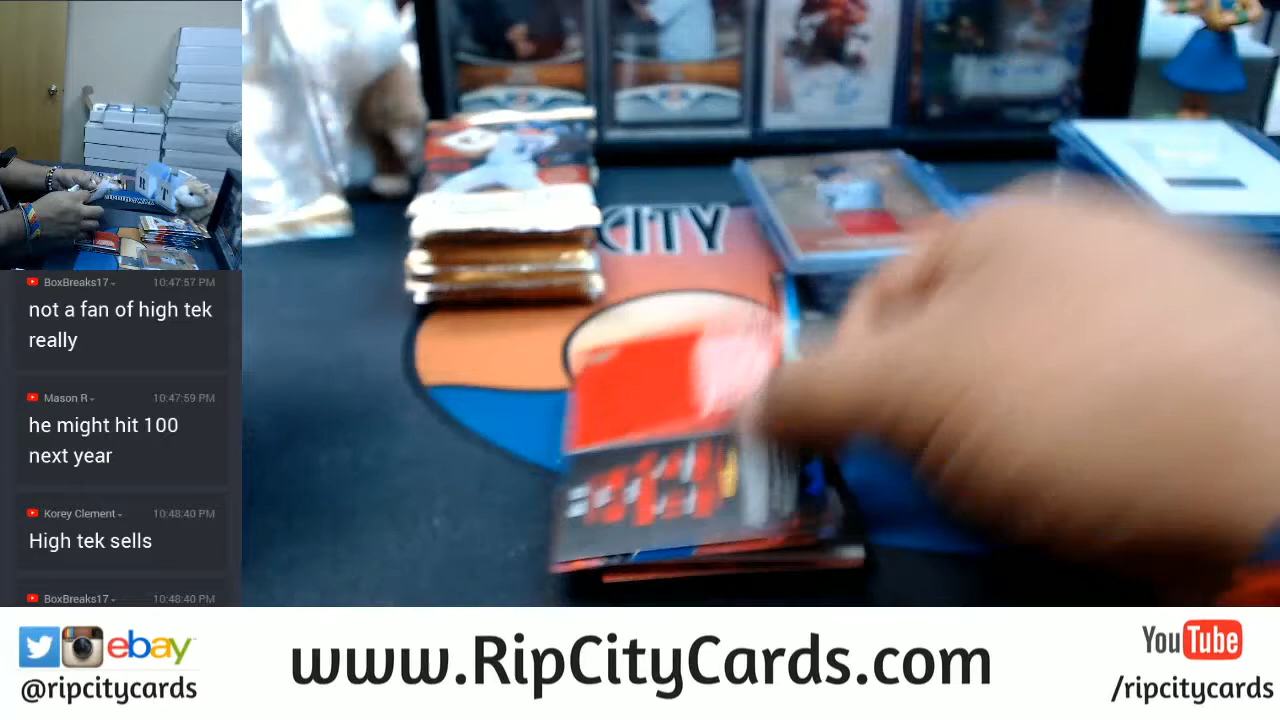 BoxBreaks17
10:47:57 PM
not a fan of high tek
really
Mason R
10:47:59 PM
he might hit 100
next year
Korey Clement
10:48:40 PM
High tek sells
BoxBreaks17
10:48:40 PM
CITY
ebay
@ripcitycards
www.RipCityCards.com
YouTube
/ripcitycards